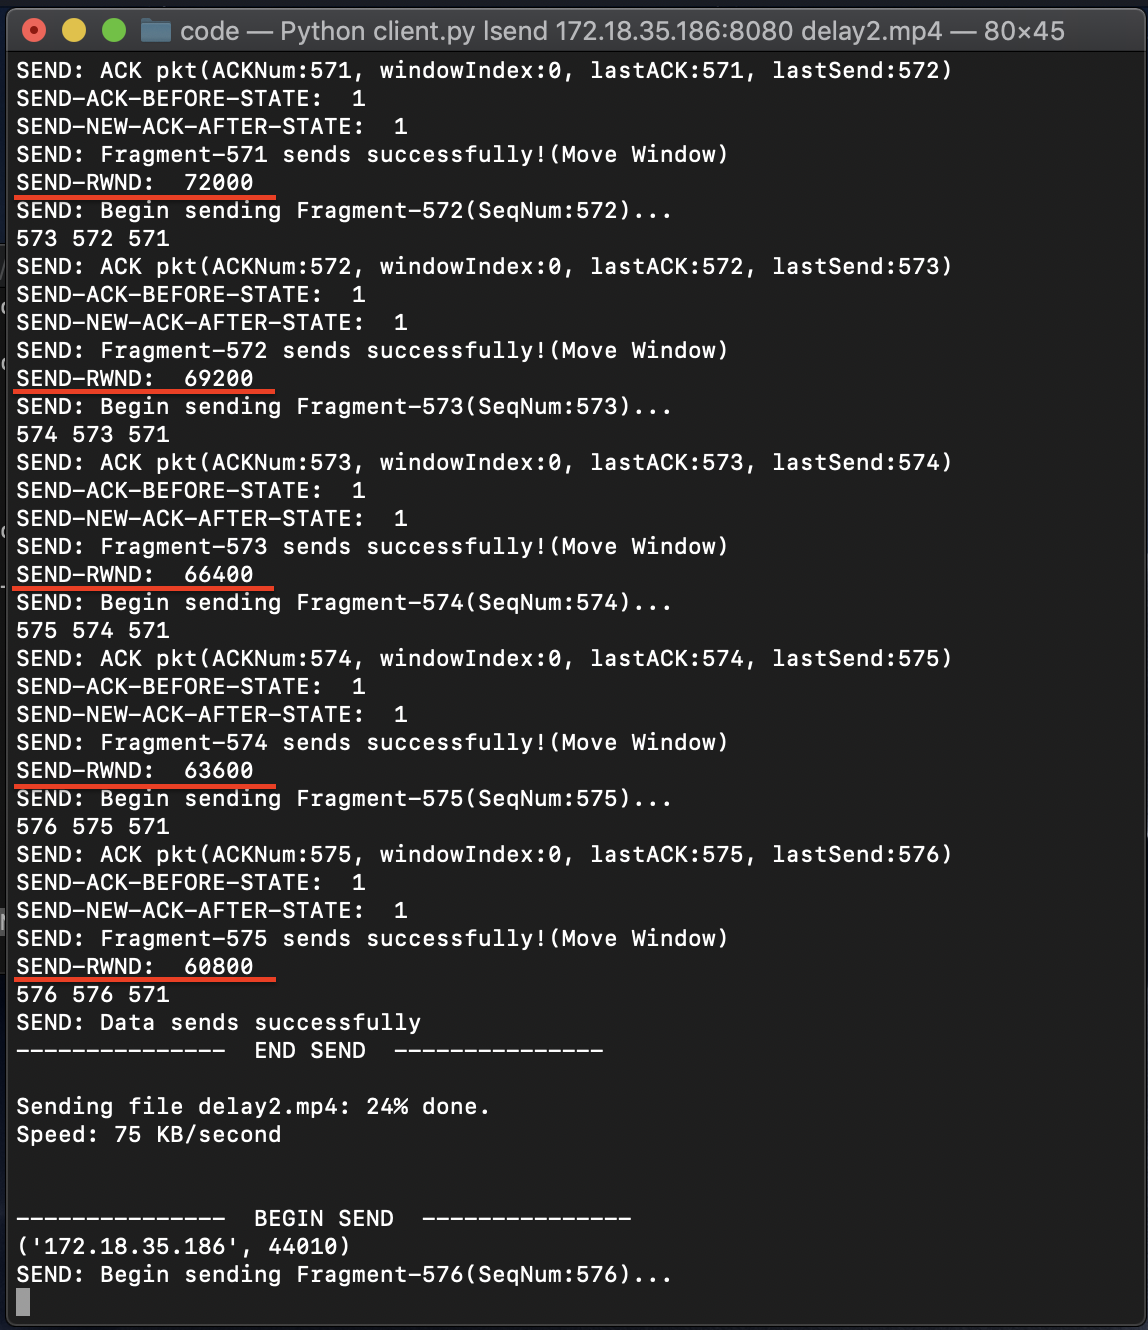 code — Python client.py lsend 172.18.35.186:8080 delay2.mp4 — 80×45
SEND: ACK pkt(ACKNum:571, windowIndex:0, lastACK:571, lastSend:572)
SEND-ACK-BEFORE-STATE:  1
SEND-NEW-ACK-AFTER-STATE:  1
SEND: Fragment-571 sends successfully!(Move Window)
SEND-RWND:  72000
SEND: Begin sending Fragment-572(SeqNum:572)...
573 572 571
SEND: ACK pkt(ACKNum:572, windowIndex:0, lastACK:572, lastSend:573)
SEND-ACK-BEFORE-STATE:  1
SEND-NEW-ACK-AFTER-STATE:  1
SEND: Fragment-572 sends successfully!(Move Window)
SEND-RWND:  69200
SEND: Begin sending Fragment-573(SeqNum:573)...
574 573 571
SEND: ACK pkt(ACKNum:573, windowIndex:0, lastACK:573, lastSend:574)
SEND-ACK-BEFORE-STATE:  1
SEND-NEW-ACK-AFTER-STATE:  1
SEND: Fragment-573 sends successfully!(Move Window)
SEND-RWND:  66400
SEND: Begin sending Fragment-574(SeqNum:574)...
575 574 571
SEND: ACK pkt(ACKNum:574, windowIndex:0, lastACK:574, lastSend:575)
SEND-ACK-BEFORE-STATE:  1
SEND-NEW-ACK-AFTER-STATE:  1
SEND: Fragment-574 sends successfully!(Move Window)
SEND-RWND:  63600
SEND: Begin sending Fragment-575(SeqNum:575)...
576 575 571
SEND: ACK pkt(ACKNum:575, windowIndex:0, lastACK:575, lastSend:576)
SEND-ACK-BEFORE-STATE:  1
SEND-NEW-ACK-AFTER-STATE:  1
SEND: Fragment-575 sends successfully!(Move Window)
SEND-RWND:  60800
576 576 571
SEND: Data sends successfully
---------------  END SEND  ---------------
Sending file delay2.mp4: 24% done.
Speed: 75 KB/second
---------------  BEGIN SEND  ---------------
('172.18.35.186', 44010)
SEND: Begin sending Fragment-576(SeqNum:576)...